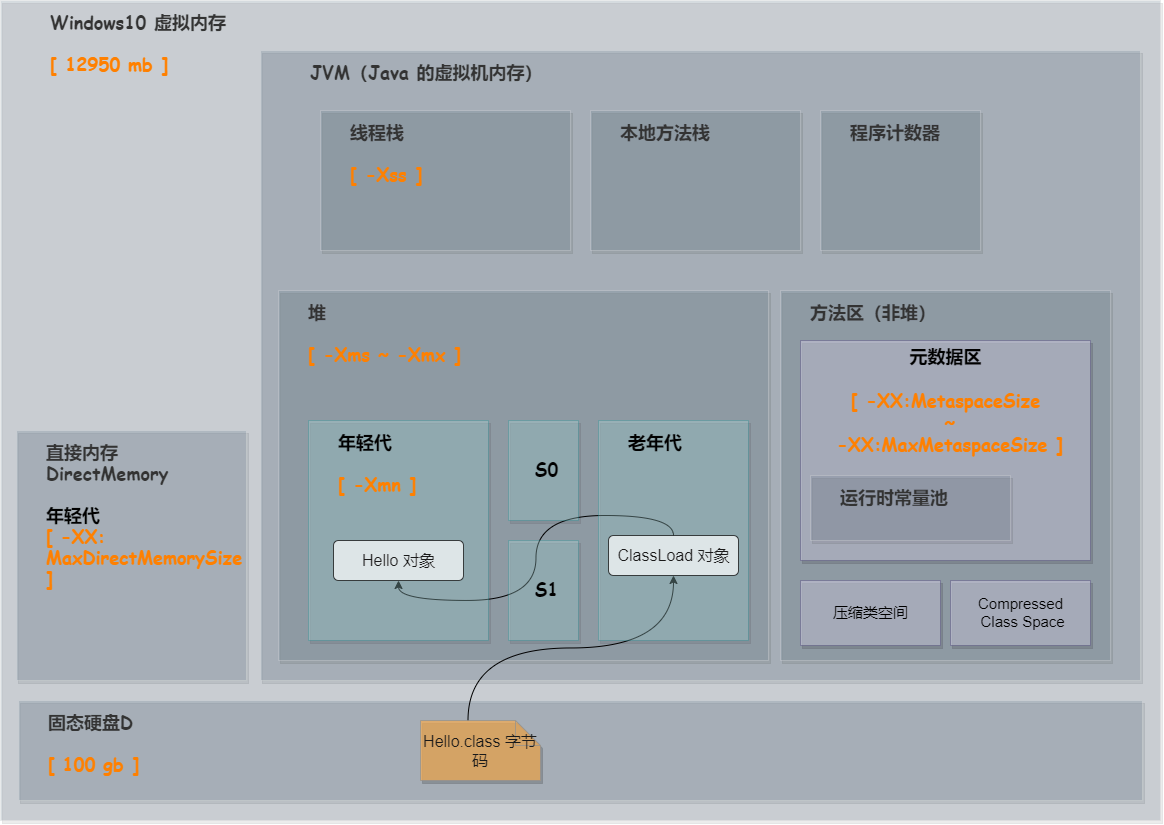 Windows10 虚拟内存
[ 12950 mb ]
JVM（Java 的虚拟机内存）
线程栈
[ -Xss ]
本地方法栈
程序计数器
堆
[ -Xms ~ -Xmx ]
年轻代
[ -Xmn ]
S0
S1
老年代
Hello 对象
ClassLoad 对象
方法区（非堆）
元数据区
[ -XX:MetaspaceSize
~
-XX:MaxMetaspaceSize ]
运行时常量池
压缩类空间
Compressed
Class Space
直接内存
DirectMemory
年轻代
[ -XX:
MaxDirectMemorySize
]
固态硬盘D
[ 100 gb ]
Hello.class 字节
码